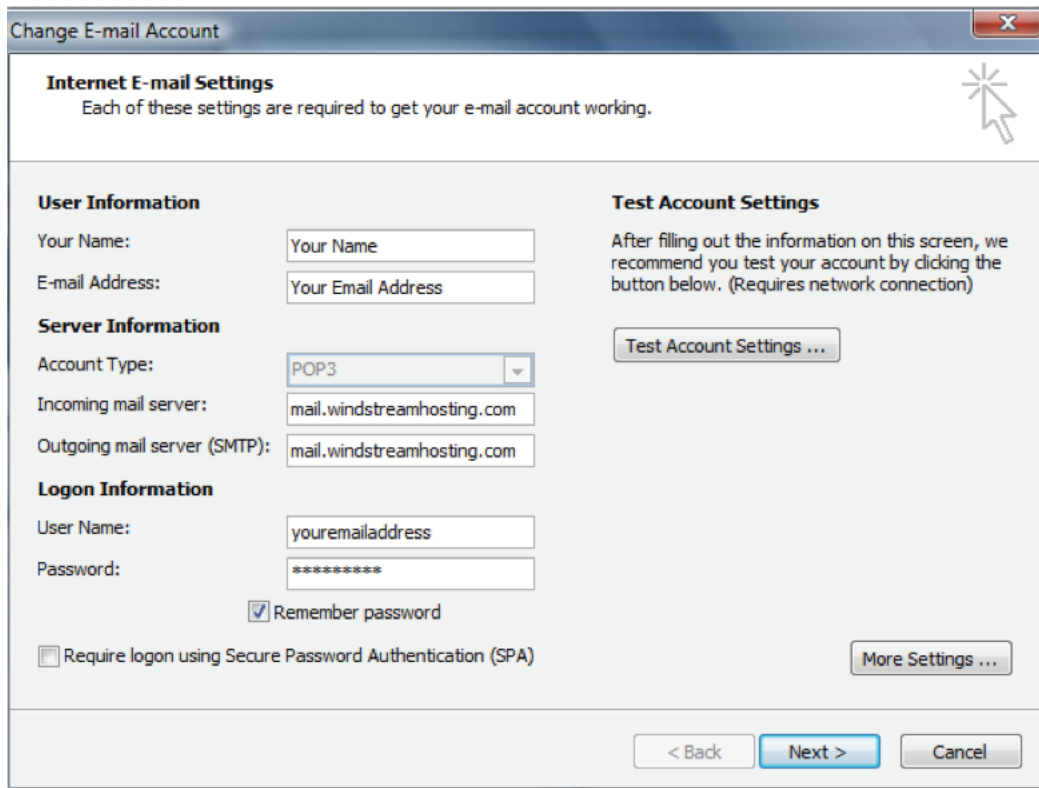 Change E-mail Account
Internet E-mail Settings
Each of these settings are required to get your e-mail account working.
User Information
Your Name: Your Name
E-mail Address: Your Email Address
Server Information
Account Type: POP3
Incoming mail server: mail.windstreamhosting.com
Outgoing mail server (SMTP): mail.windstreamhosting.com
Logon Information
User Name: youremailaddress
Password: *********
Remember password
Require logon using Secure Password Authentication (SPA)
Test Account Settings
After filling out the information on this screen, we
recommend you test your account by clicking the
button below. (Requires network connection)
Test Account Settings ...
More Settings ...
< Back Next > Cancel